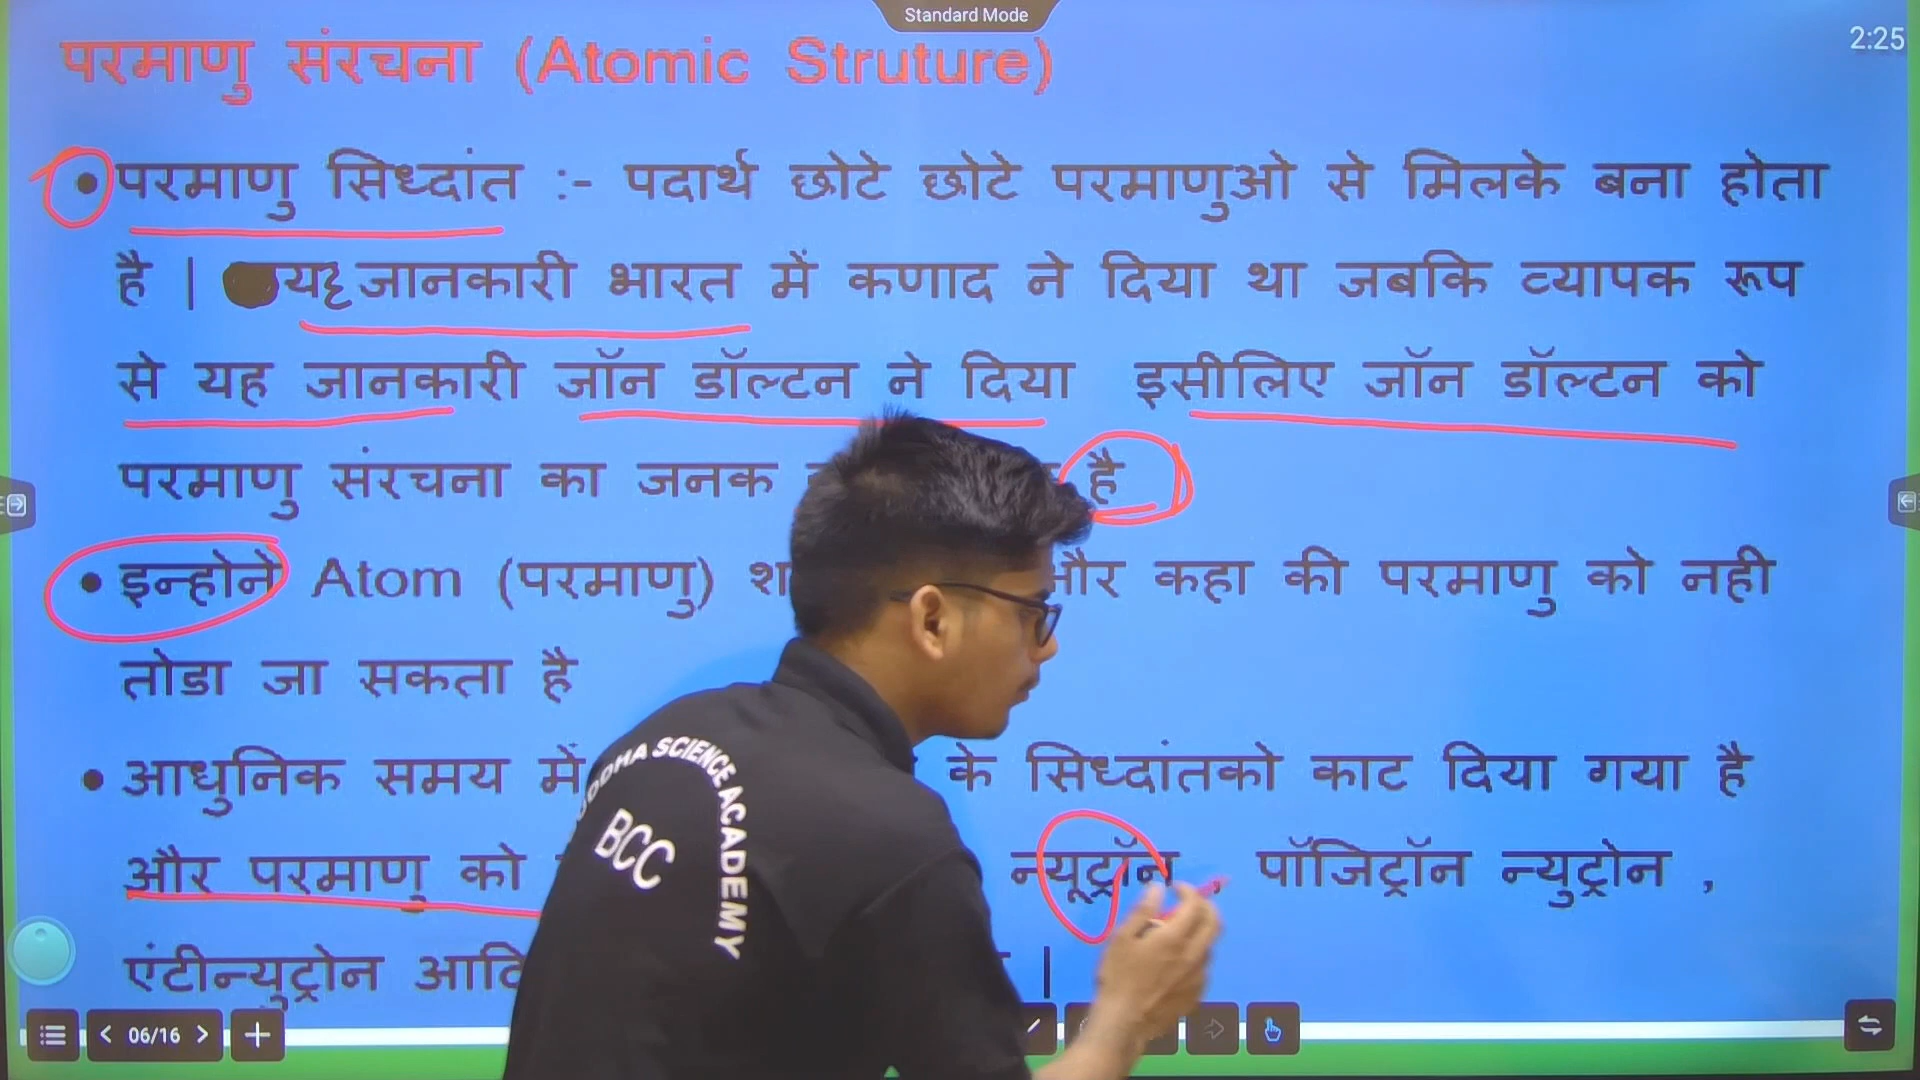 Standard Mode
2:25
परमाणु संरचना (Atomic Struture)
• परमाणु सिध्दांत :- पदार्थ छोटे छोटे परमाणुओ से मिलके बना होता
है | यह जानकारी भारत में कणाद ने दिया था जबकि व्यापक रूप
से यह जानकारी जॉन डॉल्टन ने दिया इसीलिए जॉन डॉल्टन को
परमाणु संरचना का जनक है
• इन्होने Atom (परमाणु) और कहा की परमाणु को नही
तोडा जा सकता है
• आधुनिक समय में के सिध्दांतको काट दिया गया है
और परमाणु को न्यूट्रॉन , पॉजिट्रॉन न्युट्रोन ,
एंटीन्युट्रोन आदि |
SCIENCE ACADEMY
BCC
06/16